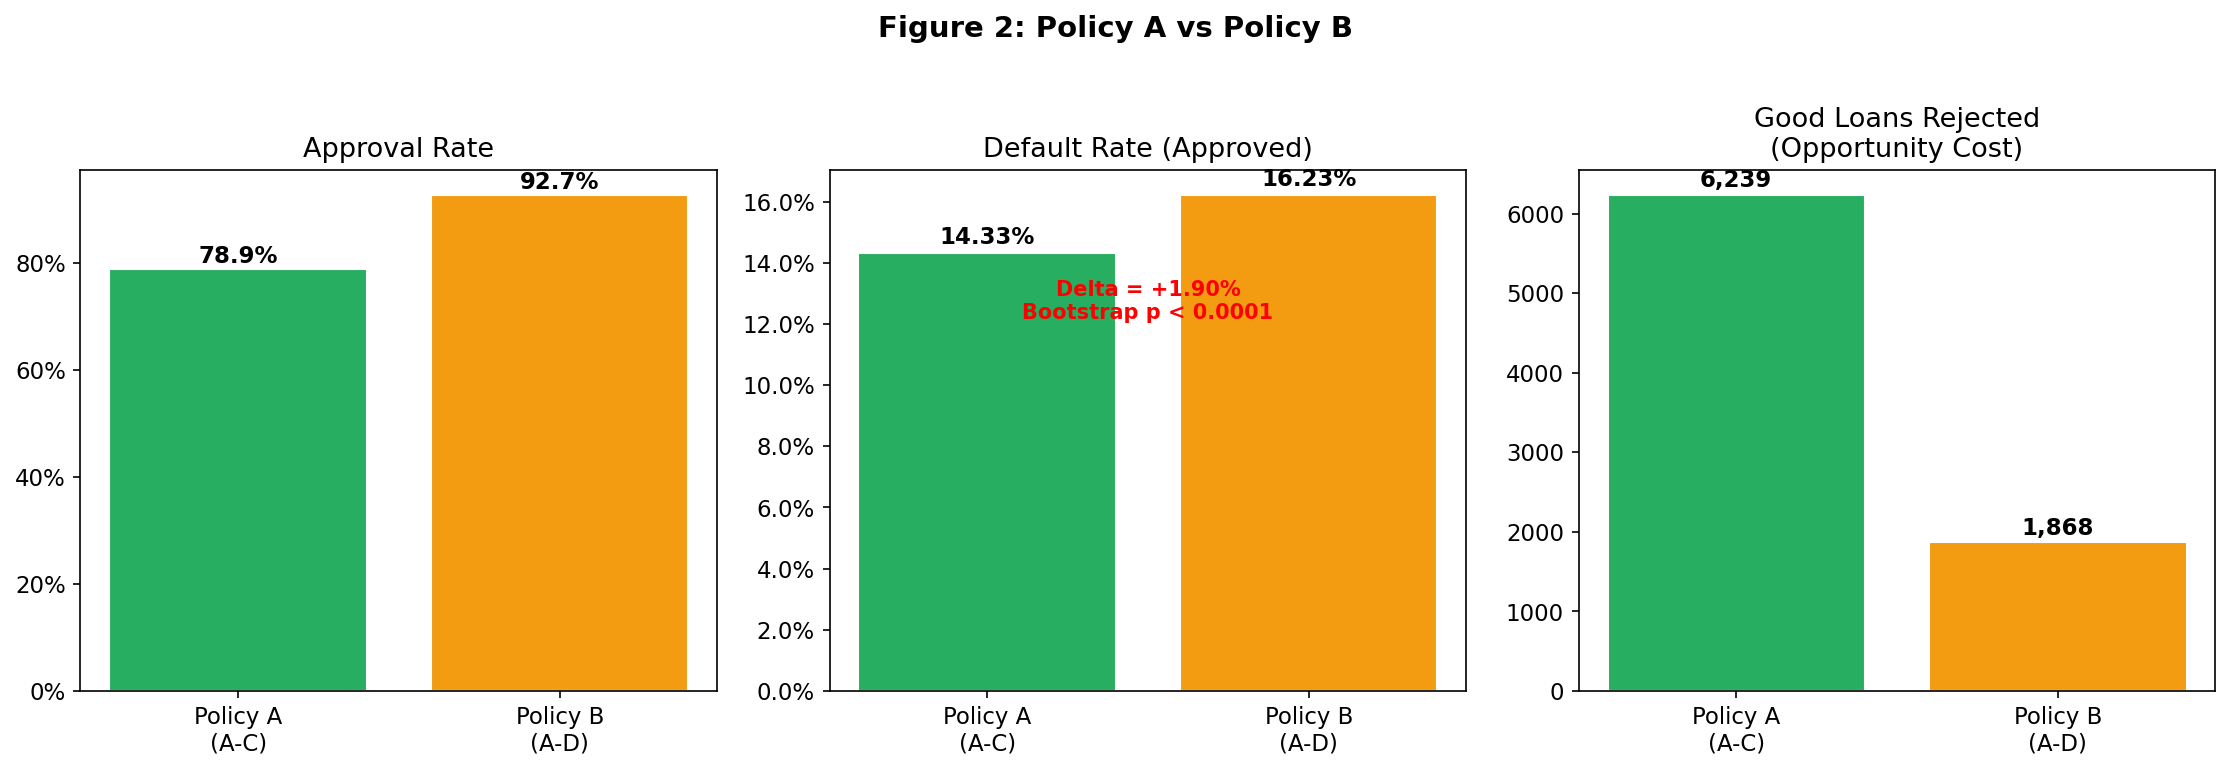 Figure 2: Policy A vs Policy B
Approval Rate
92.7%
78.9%
80%
60%
40%
20%
0%
Policy A
(A-C)
Policy B
(A-D)
Default Rate (Approved)
16.23%
14.33%
Delta = +1.90%
Bootstrap p < 0.0001
16.0%
14.0%
12.0%
10.0%
8.0%
6.0%
4.0%
2.0%
0.0%
Policy A
(A-C)
Policy B
(A-D)
Good Loans Rejected
(Opportunity Cost)
6,239
1,868
6000
5000
4000
3000
2000
1000
0
Policy A
(A-C)
Policy B
(A-D)